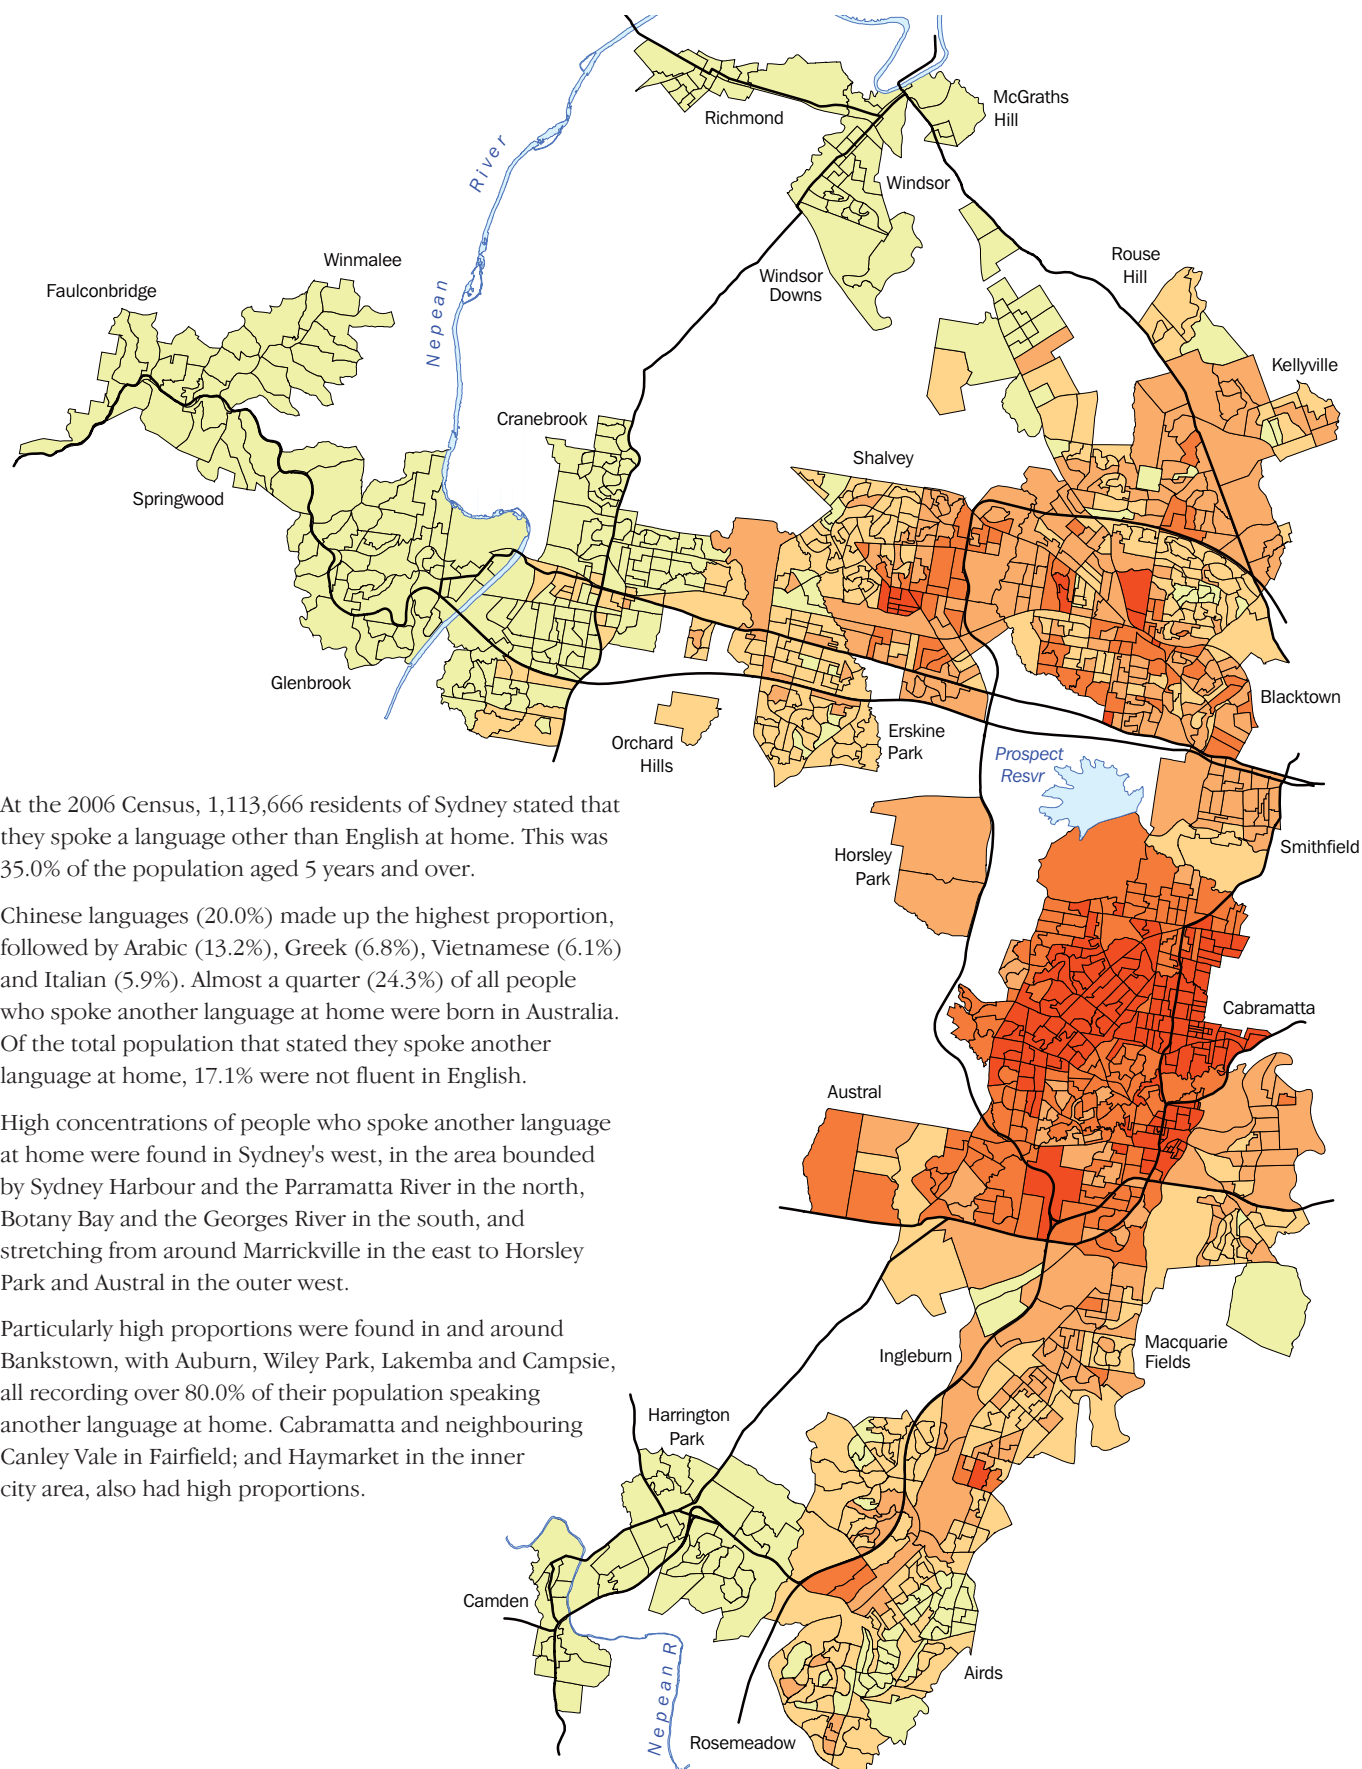 McGraths
Hill
Richmond
River
Windsor
Rouse
Hill
Winmalee
Windsor
Downs
Faulconbridge
Nepean
Kellyville
Cranebrook
Shalvey
Springwood
Glenbrook
Blacktown
Orchard
Hills
Erskine
Park
Prospect
Resvr
At the 2006 Census, 1,113,666 residents of Sydney stated that
they spoke a language other than English at home. This was
35.0% of the population aged 5 years and over.
Smithfield
Horsley
Park
Chinese languages (20.0%) made up the highest proportion,
followed by Arabic (13.2%), Greek (6.8%), Vietnamese (6.1%)
and Italian (5.9%). Almost a quarter (24.3%) of all people
who spoke another language at home were born in Australia.
Of the total population that stated they spoke another
language at home, 17.1% were not fluent in English.
Cabramatta
Austral
High concentrations of people who spoke another language
at home were found in Sydney's west, in the area bounded
by Sydney Harbour and the Parramatta River in the north,
Botany Bay and the Georges River in the south, and
stretching from around Marrickville in the east to Horsley
Park and Austral in the outer west.
Particularly high proportions were found in and around
Bankstown, with Auburn, Wiley Park, Lakemba and Campsie,
all recording over 80.0% of their population speaking
another language at home. Cabramatta and neighbouring
Canley Vale in Fairfield; and Haymarket in the inner
city area, also had high proportions.
Macquarie
Fields
Ingleburn
Harrington
Park
Camden
Airds
Nepean R
Rosemeadow